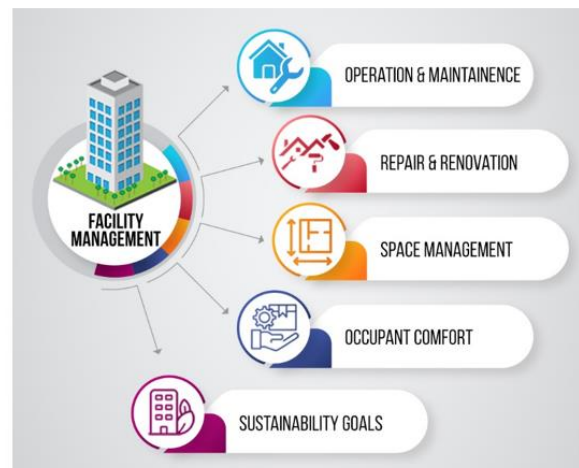 FACILITY
MANAGEMENT
OPERATION & MAINTAINENCE
REPAIR & RENOVATION
SPACE MANAGEMENT
OCCUPANT COMFORT
SUSTAINABILITY GOALS